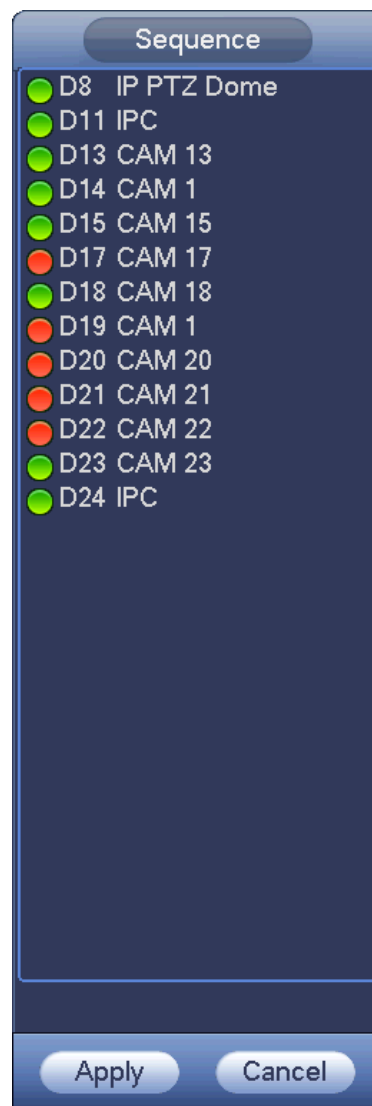 Sequence
D8 IP PTZ Dome
D11 IPC
D13 CAM 13
D14 CAM 1
D15 CAM 15
D17 CAM 17
D18 CAM 18
D19 CAM 1
D20 CAM 20
D21 CAM 21
D22 CAM 22
D23 CAM 23
D24 IPC
Apply Cancel